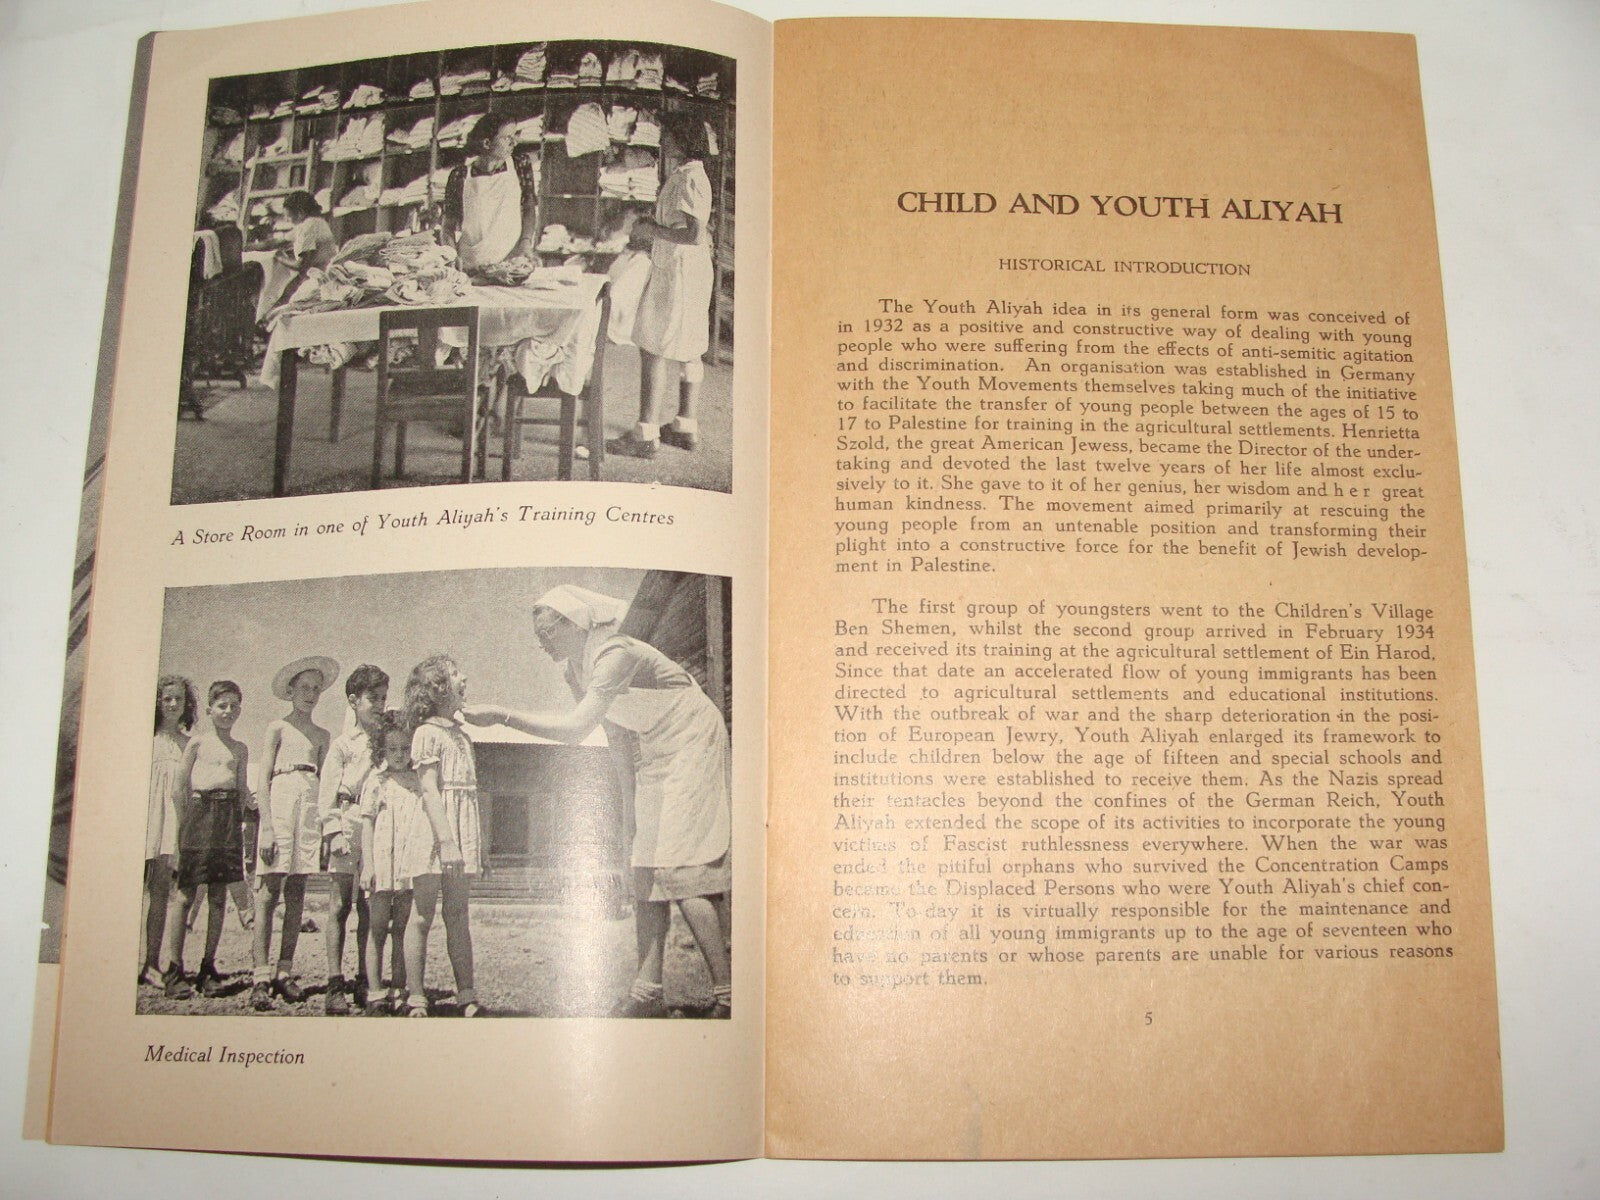 A Store Room in one of Youth Aliyah's Training Centres
Medical Inspection
CHILD AND YOUTH ALIYAH
HISTORICAL INTRODUCTION
The Youth Aliyah idea in its general form was conceived of
in 1932 as a positive and constructive way of dealing with young
people who were suffering from the effects of anti-semitic agitation
and discrimination. An organisation was established in Germany
with the Youth Movements themselves taking much of the initiative
to facilitate the transfer of young people between the ages of 15 to
17 to Palestine for training in the agricultural settlements. Henrietta
Szold, the great American Jewess, became the Director of the under-
taking and devoted the last twelve years of her life almost exclu-
sively to it. She gave to it of her genius, her wisdom and her great
human kindness. The movement aimed primarily at rescuing the
young people from an untenable position and transforming their
plight into a constructive force for the benefit of Jewish develop-
ment in Palestine.
The first group of youngsters went to the Children's Village
Ben Shemen, whilst the second group arrived in February 1934
and received its training at the agricultural settlement of Ein Harod.
Since that date an accelerated flow of young immigrants has been
directed to agricultural settlements and educational institutions.
With the outbreak of war and the sharp deterioration in the posi-
tion of European Jewry, Youth Aliyah enlarged its framework to
include children below the age of fifteen and special schools and
institutions were established to receive them. As the Nazis spread
their tentacles beyond the confines of the German Reich, Youth
Aliyah extended the scope of its activities to incorporate the young
victims of Fascist ruthlessness everywhere. When the war was
ended the pitiful orphans who survived the Concentration Camps
became the Displaced Persons who were Youth Aliyah's chief con-
cern. To-day it is virtually responsible for the maintenance and
education of all young immigrants up to the age of seventeen who
have no parents or whose parents are unable for various reasons
to support them.
5